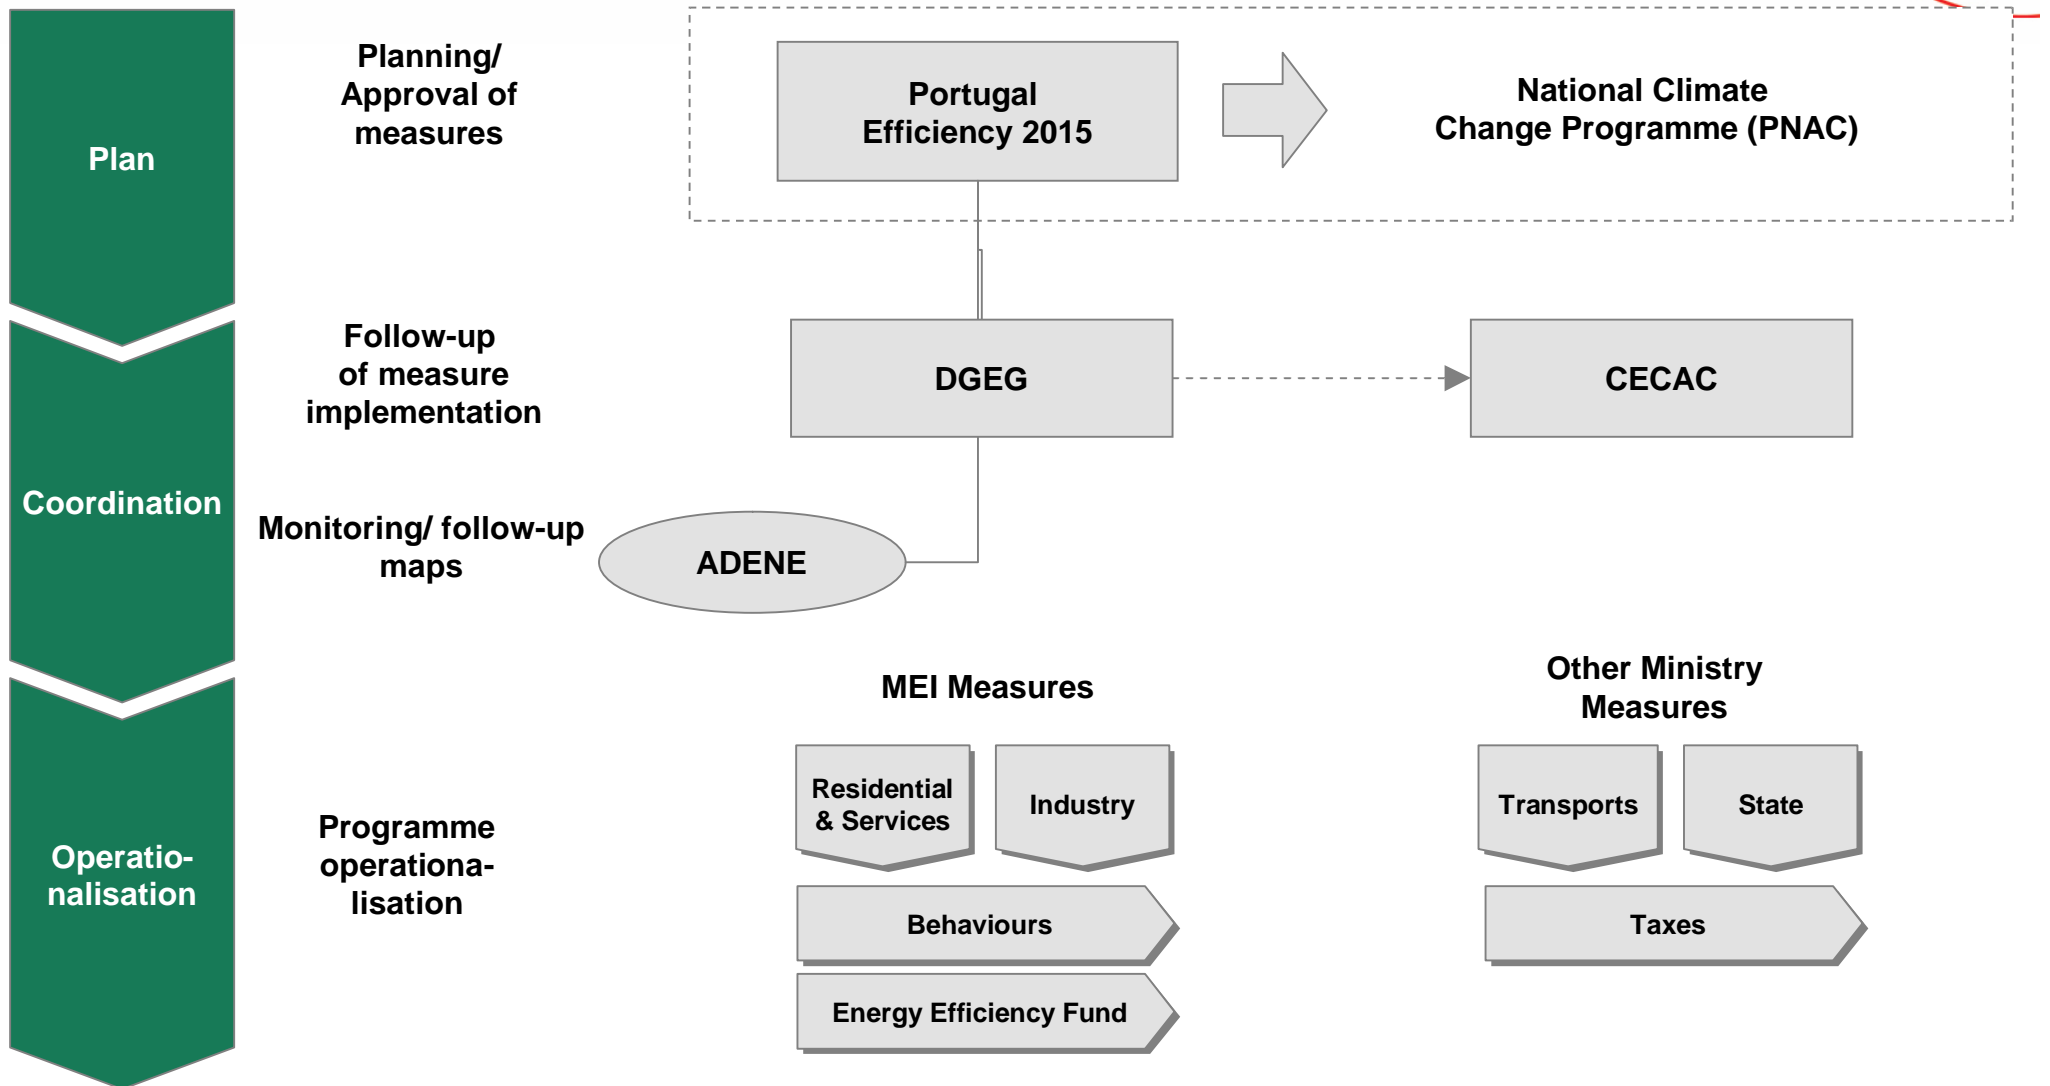 Plan
Planning/
Approval of
measures
Portugal
Efficiency 2015
National Climate
Change Programme (PNAC)
Coordination
Follow-up
of measure
implementation
DGEG
CECAC
Monitoring/ follow-up
maps
ADENE
Operatio-
nalisation
Programme
operationa-
lisation
MEI Measures
Residential
& Services
Industry
Behaviours
Energy Efficiency Fund
Other Ministry
Measures
Transports
State
Taxes